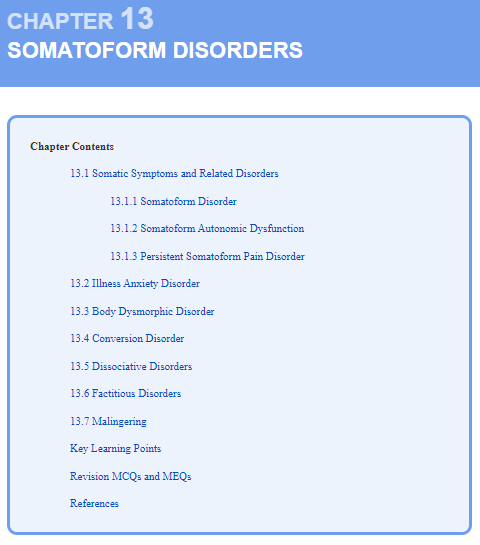 CHAPTER 13
SOMATOFORM DISORDERS
Chapter Contents
13.1 Somatic Symptoms and Related Disorders
13.1.1 Somatoform Disorder
13.1.2 Somatoform Autonomic Dysfunction
13.1.3 Persistent Somatoform Pain Disorder
13.2 Illness Anxiety Disorder
13.3 Body Dysmorphic Disorder
13.4 Conversion Disorder
13.5 Dissociative Disorders
13.6 Factitious Disorders
13.7 Malingering
Key Learning Points
Revision MCQs and MEQs
References